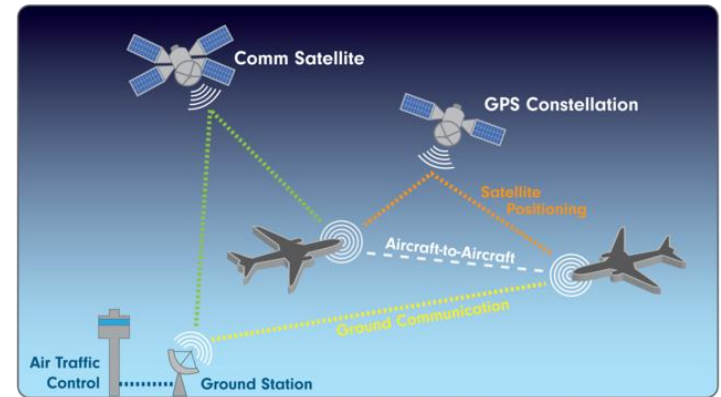 Comm Satellite
GPS Constellation
Satellite
Positioning
Aircraft-to-Aircraft
Ground Communication
Air Traffic
Control
Ground Station